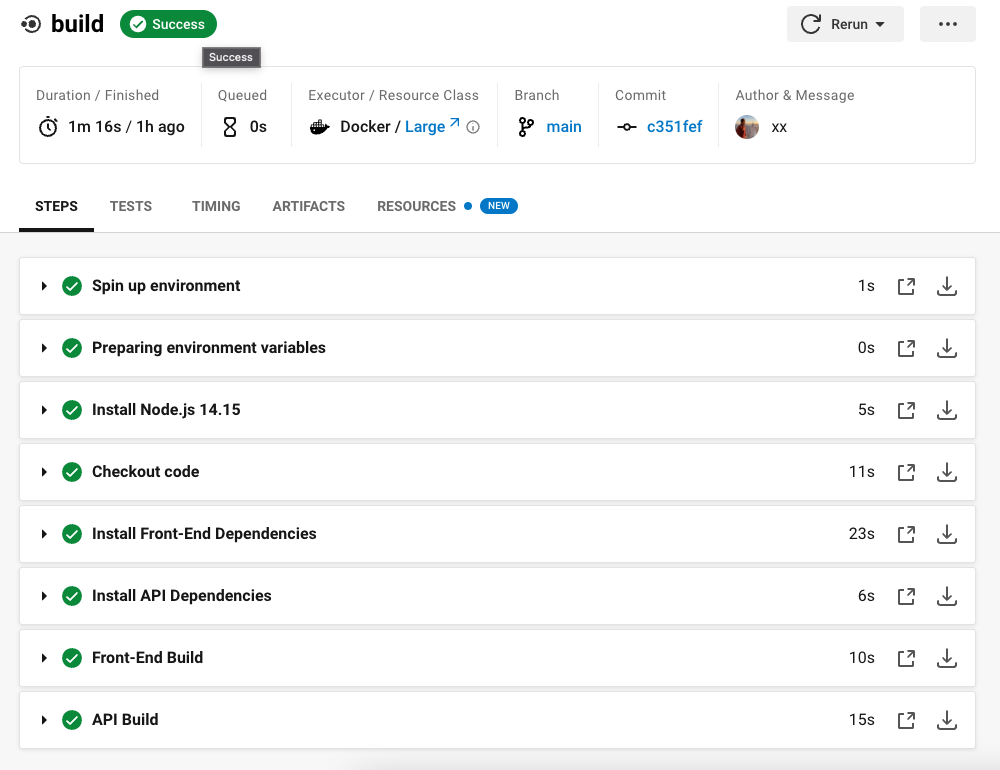 build Success Rerun
Success
Duration / Finished Queued Executor / Resource Class Branch Commit Author & Message
1m 16s / 1h ago 0s Docker / Large main c351fef xx
STEPS TESTS TIMING ARTIFACTS RESOURCES NEW
Spin up environment 1s
Preparing environment variables 0s
Install Node.js 14.15 5s
Checkout code 11s
Install Front-End Dependencies 23s
Install API Dependencies 6s
Front-End Build 10s
API Build 15s